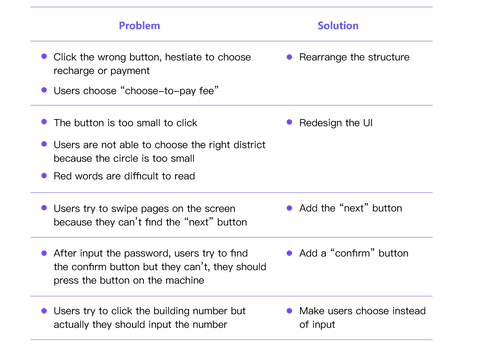 Problem
Solution
Click the wrong button, hestiate to choose
recharge or payment
Users choose “choose-to-pay fee”
Rearrange the structure
The button is too small to click
Users are not able to choose the right district
because the circle is too small
Red words are difficult to read
Redesign the UI
Users try to swipe pages on the screen
because they can't find the “next” button
Add the “next” button
After input the password, users try to find
the confirm button but they can't, they should
press the button on the machine
Add a “confirm” button
Users try to click the building number but
actually they should input the number
Make users choose instead
of input